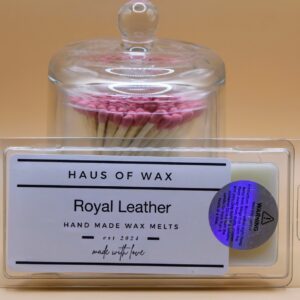 HAUS OF WAX
Royal Leather
HAND MADE WAX MELTS
est 2024
made with love
WARNING